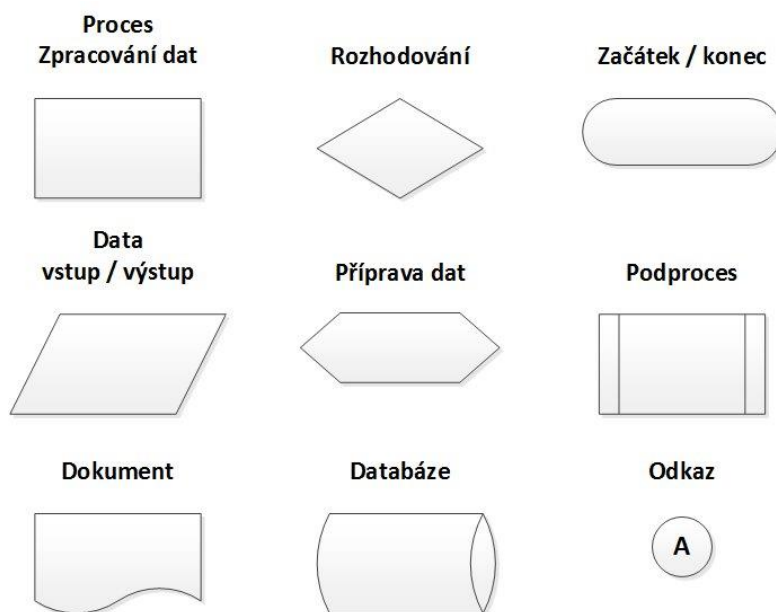 Proces
Zpracování dat
Rozhodování
Začátek / konec
Data
vstup / výstup
Příprava dat
Podproces
Dokument
Databáze
Odkaz
A